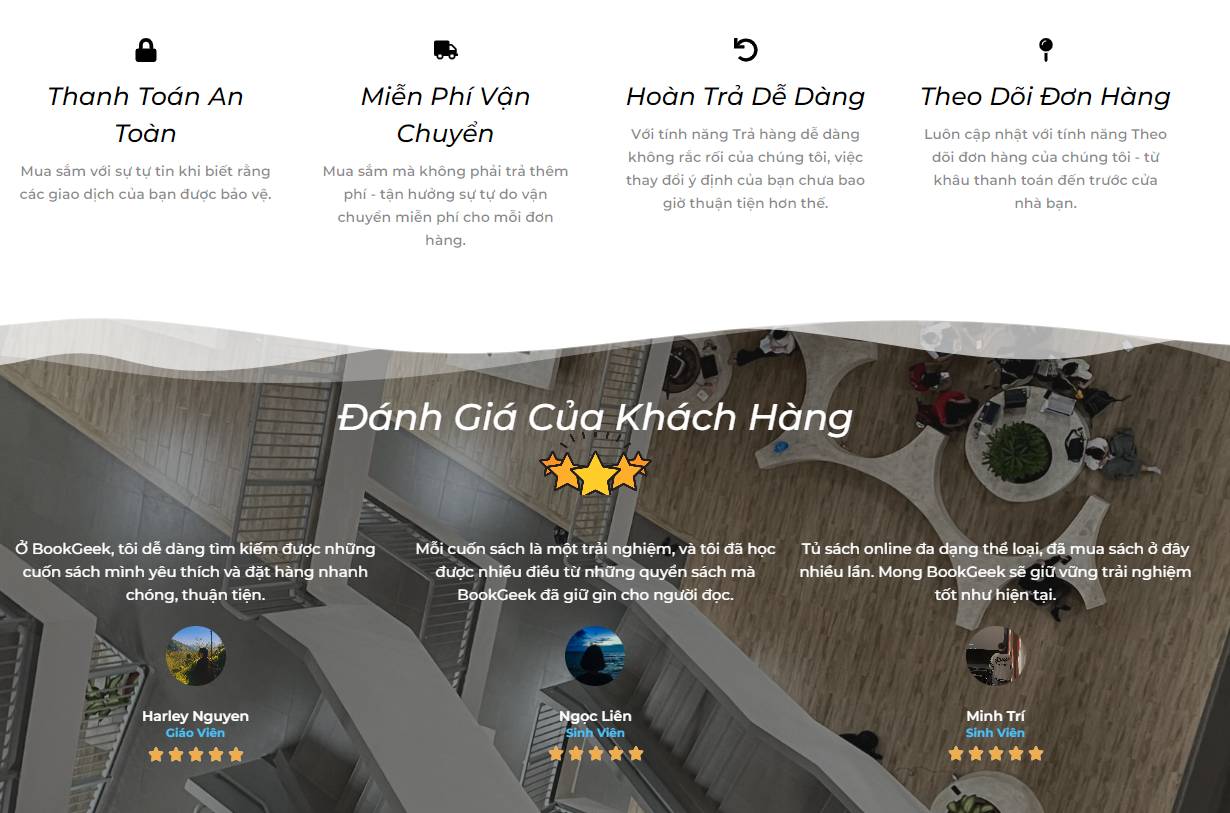 Thanh Toán An
Toàn
Mua sắm với sự tự tin khi biết rằng
các giao dịch của bạn được bảo vệ.
Miễn Phí Vận
Chuyển
Mua sắm mà không phải trả thêm
phí - tận hưởng sự tự do vận
chuyển miễn phí cho mỗi đơn
hàng.
Hoàn Trả Dễ Dàng
Với tính năng Trả hàng dễ dàng
không rắc rối của chúng tôi, việc
thay đổi ý định của bạn chưa bao
giờ thuận tiện hơn thế.
Theo Dõi Đơn Hàng
Luôn cập nhật với tính năng Theo
dõi đơn hàng của chúng tôi - từ
khâu thanh toán đến trước cửa
nhà bạn.
Đánh Giá Của Khách Hàng
Ở BookGeek, tôi dễ dàng tìm kiếm được những
cuốn sách mình yêu thích và đặt hàng nhanh
chóng, thuận tiện.
Harley Nguyen
Giáo Viên
Mỗi cuốn sách là một trải nghiệm, và tôi đã học
được nhiều điều từ những quyển sách mà
BookGeek đã giữ gìn cho người đọc.
Ngọc Liên
Sinh Viên
Tủ sách online đa dạng thể loại, đã mua sách ở đây
nhiều lần. Mong BookGeek sẽ giữ vững trải nghiệm
tốt như hiện tại.
Minh Trí
Sinh Viên